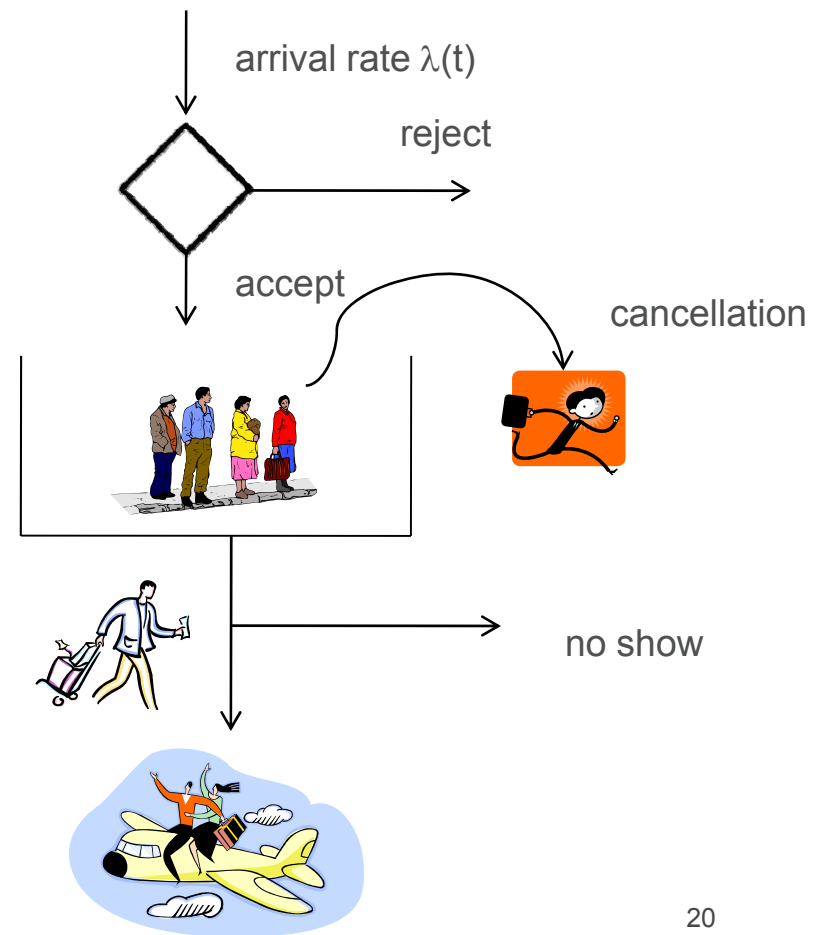 arrival rate λ(t)
reject
accept
cancellation
no show
20